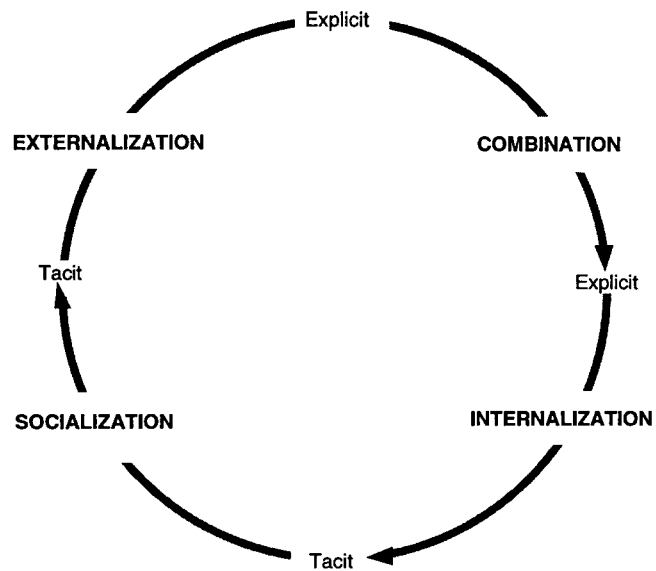 Explicit
EXTERNALIZATION
COMBINATION
Tacit
Explicit
SOCIALIZATION
INTERNALIZATION
Tacit